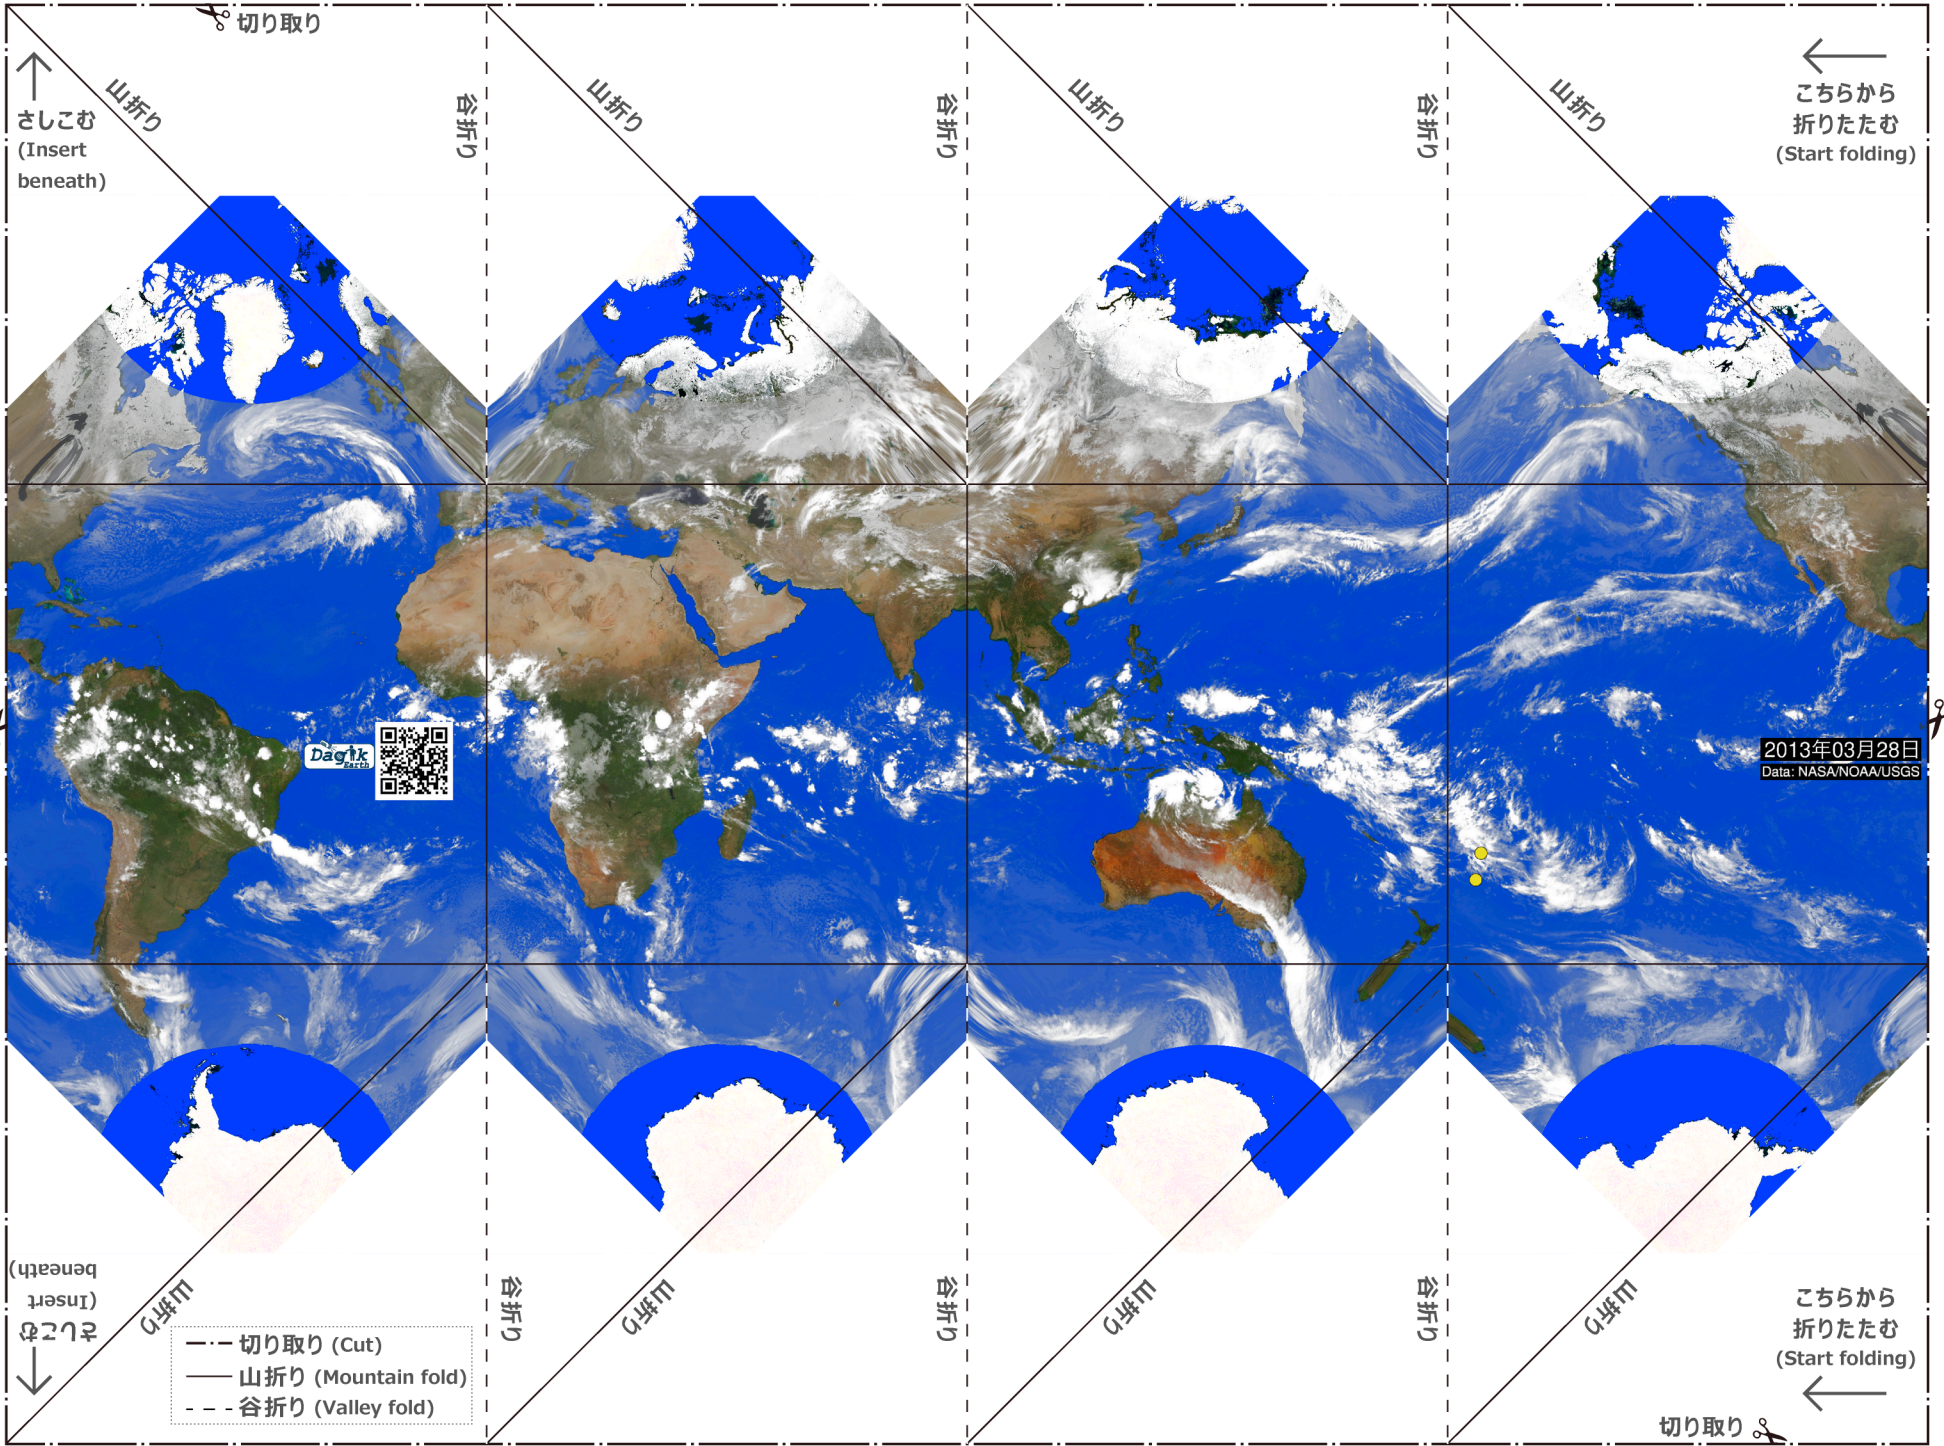 切り取り
山折り
谷折り
山折り
谷折り
山折り
谷折り
山折り
こちらから
折りたたむ
(Start folding)
さしこむ
(Insert
beneath)
Dagik
Earth
2013年03月28日
Data: NASA/NOAA/USGS
さしこむ
(Insert
beneath)
山折り
谷折り
山折り
谷折り
山折り
谷折り
山折り
こちらから
折りたたむ
(Start folding)
切り取り (Cut)
山折り (Mountain fold)
谷折り (Valley fold)
切り取り